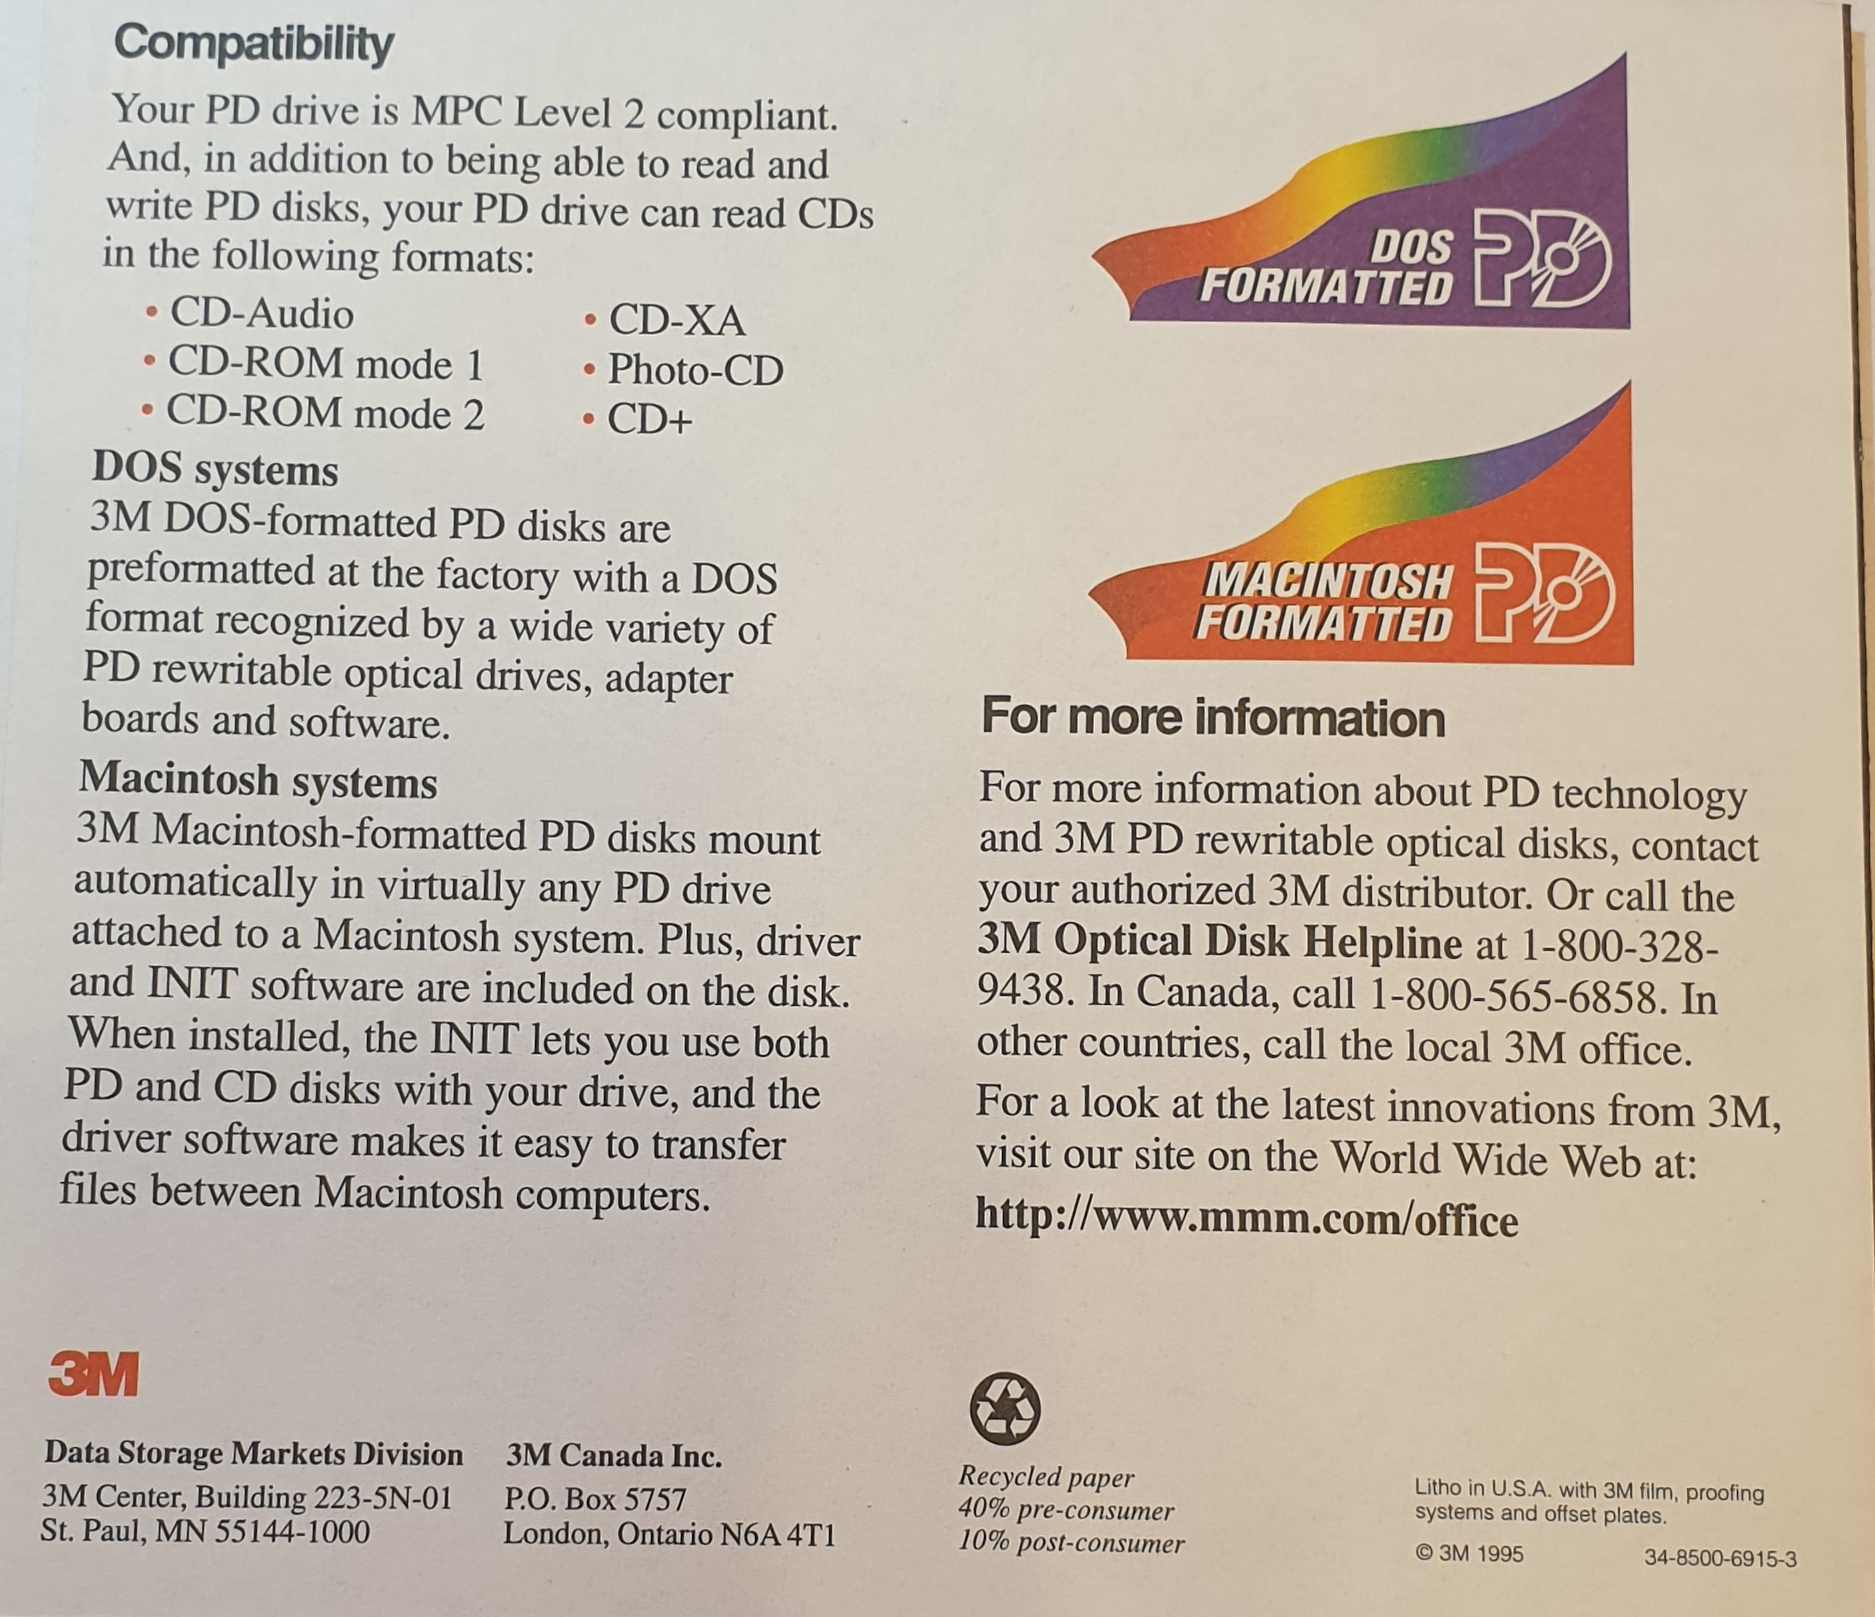 Compatibility
Your PD drive is MPC Level 2 compliant.
And, in addition to being able to read and
write PD disks, your PD drive can read CDs
in the following formats:
• CD-Audio
• CD-ROM mode 1
• CD-ROM mode 2
• CD-XA
• Photo-CD
• CD+
DOS systems
3M DOS-formatted PD disks are
preformatted at the factory with a DOS
format recognized by a wide variety of
PD rewritable optical drives, adapter
boards and software.
Macintosh systems
3M Macintosh-formatted PD disks mount
automatically in virtually any PD drive
attached to a Macintosh system. Plus, driver
and INIT software are included on the disk.
When installed, the INIT lets you use both
PD and CD disks with your drive, and the
driver software makes it easy to transfer
files between Macintosh computers.
DOS
FORMATTED
PD
MACINTOSH
FORMATTED
PD
For more information
For more information about PD technology
and 3M PD rewritable optical disks, contact
your authorized 3M distributor. Or call the
3M Optical Disk Helpline at 1-800-328-
9438. In Canada, call 1-800-565-6858. In
other countries, call the local 3M office.
For a look at the latest innovations from 3M,
visit our site on the World Wide Web at:
http://www.mmm.com/office
3M
Data Storage Markets Division
3M Center, Building 223-5N-01
St. Paul, MN 55144-1000
3M Canada Inc.
P.O. Box 5757
London, Ontario N6A 4T1
Recycled paper
40% pre-consumer
10% post-consumer
Litho in U.S.A. with 3M film, proofing
systems and offset plates.
© 3M 1995
34-8500-6915-3